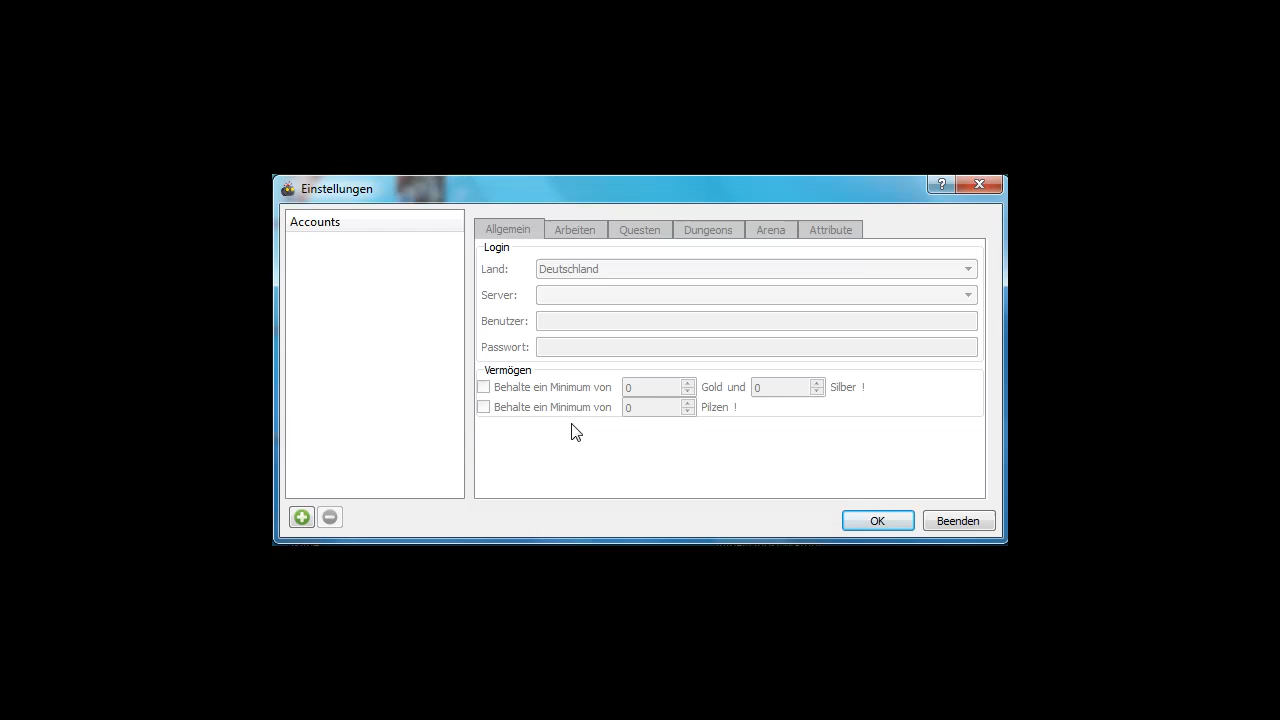 Einstellungen
?
Accounts
Allgemein Arbeiten Questen Dungeons Arena Attribute
Login
Land: Deutschland
Server:
Benutzer:
Passwort:
Vermögen
Behalte ein Minimum von 0 Gold und 0 Silber !
Behalte ein Minimum von 0 Pilzen !
OK Beenden